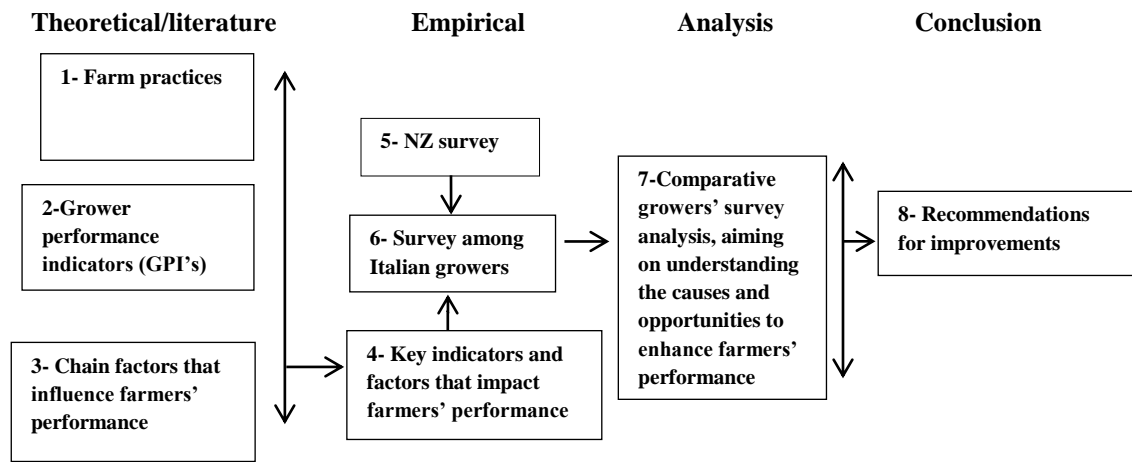 Theoretical/literature
Empirical
Analysis
Conclusion
1- Farm practices
2-Grower
performance
indicators (GPI's)
3- Chain factors that
influence farmers'
performance
5- NZ survey
6- Survey among
Italian growers
4- Key indicators and
factors that impact
farmers' performance
7-Comparative
growers' survey
analysis, aiming
on understanding
the causes and
opportunities to
enhance farmers'
performance
8- Recommendations
for improvements